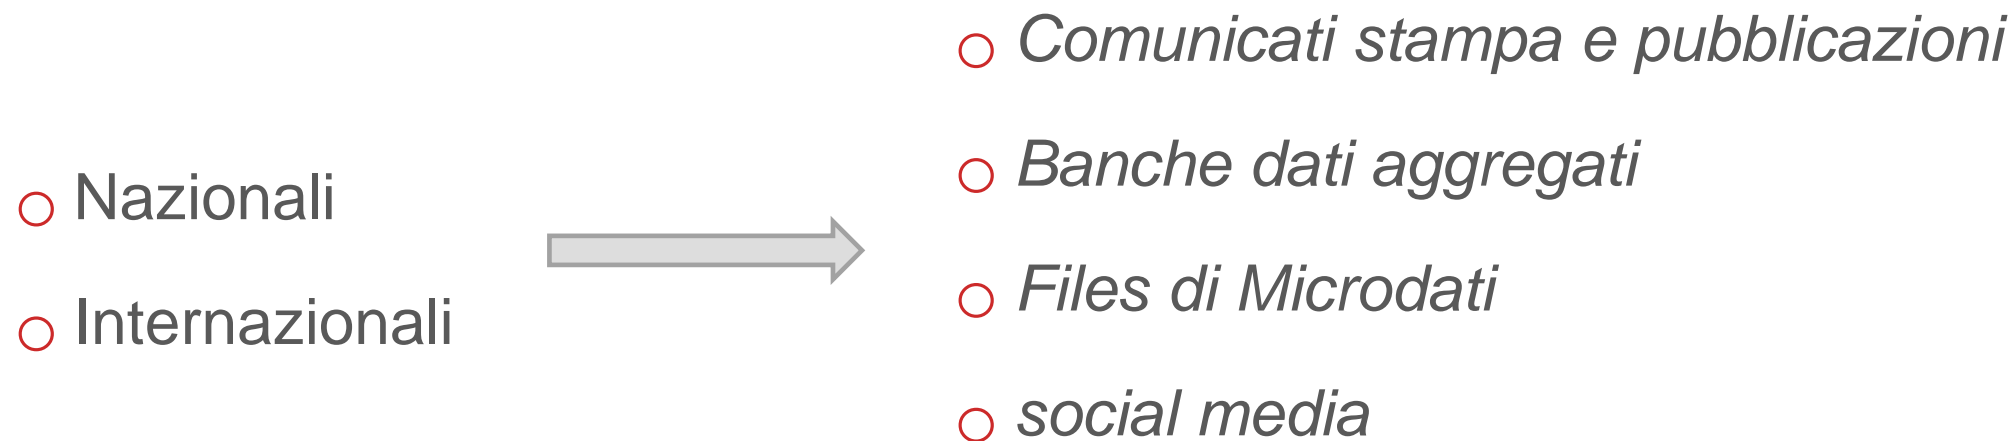 Nazionali
Internazionali
Comunicati stampa e pubblicazioni
Banche dati aggregati
Files di Microdati
social media